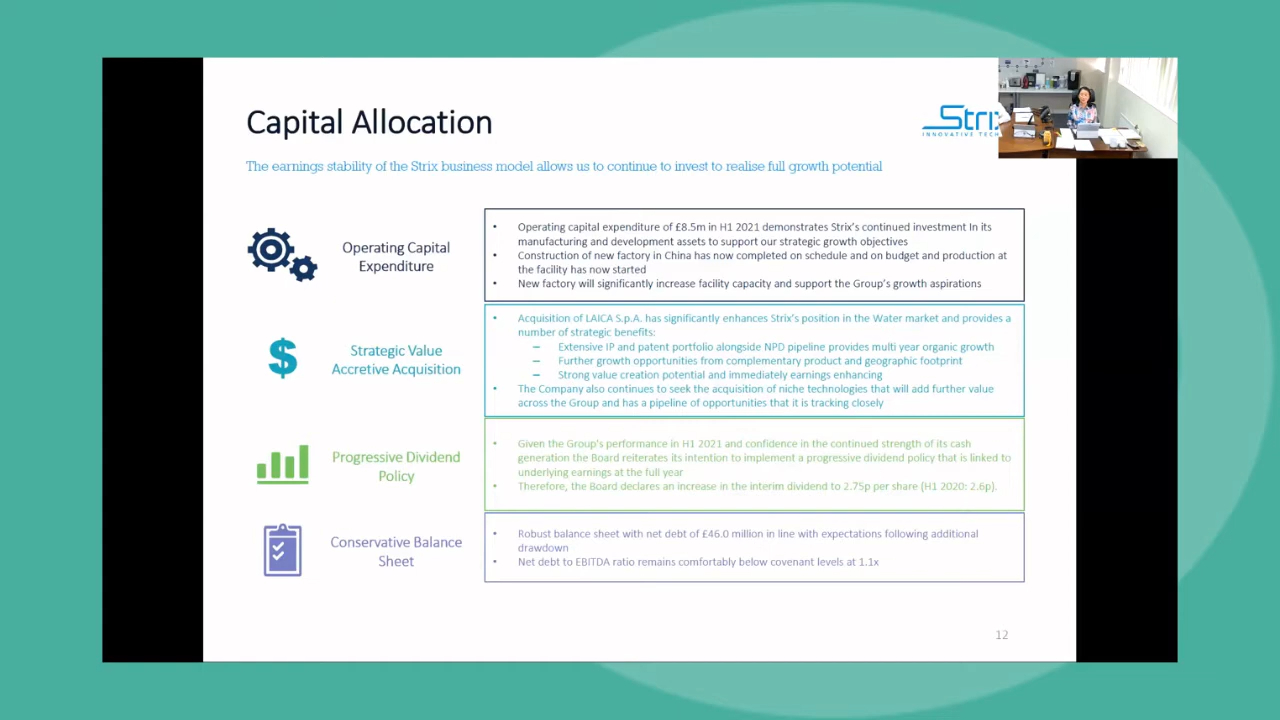 Capital Allocation
Strix
INNOVATIVE TECH
The earnings stability of the Strix business model allows us to continue to invest to realise full growth potential
Operating Capital
Expenditure
• Operating capital expenditure of £8.5m in H1 2021 demonstrates Strix's continued investment In its
manufacturing and development assets to support our strategic growth objectives
• Construction of new factory in China has now completed on schedule and on budget and production at
the facility has now started
• New factory will significantly increase facility capacity and support the Group's growth aspirations
Strategic Value
Accretive Acquisition
• Acquisition of LAICA S.p.A. has significantly enhances Strix's position in the Water market and provides a
number of strategic benefits:
– Extensive IP and patent portfolio alongside NPD pipeline provides multi year organic growth
– Further growth opportunities from complementary product and geographic footprint
– Strong value creation potential and immediately earnings enhancing
• The Company also continues to seek the acquisition of niche technologies that will add further value
across the Group and has a pipeline of opportunities that it is tracking closely
Progressive Dividend
Policy
• Given the Group's performance in H1 2021 and confidence in the continued strength of its cash
generation the Board reiterates its intention to implement a progressive dividend policy that is linked to
underlying earnings at the full year
• Therefore, the Board declares an increase in the interim dividend to 2.75p per share (H1 2020: 2.6p).
Conservative Balance
Sheet
• Robust balance sheet with net debt of £46.0 million in line with expectations following additional
drawdown
• Net debt to EBITDA ratio remains comfortably below covenant levels at 1.1x
12